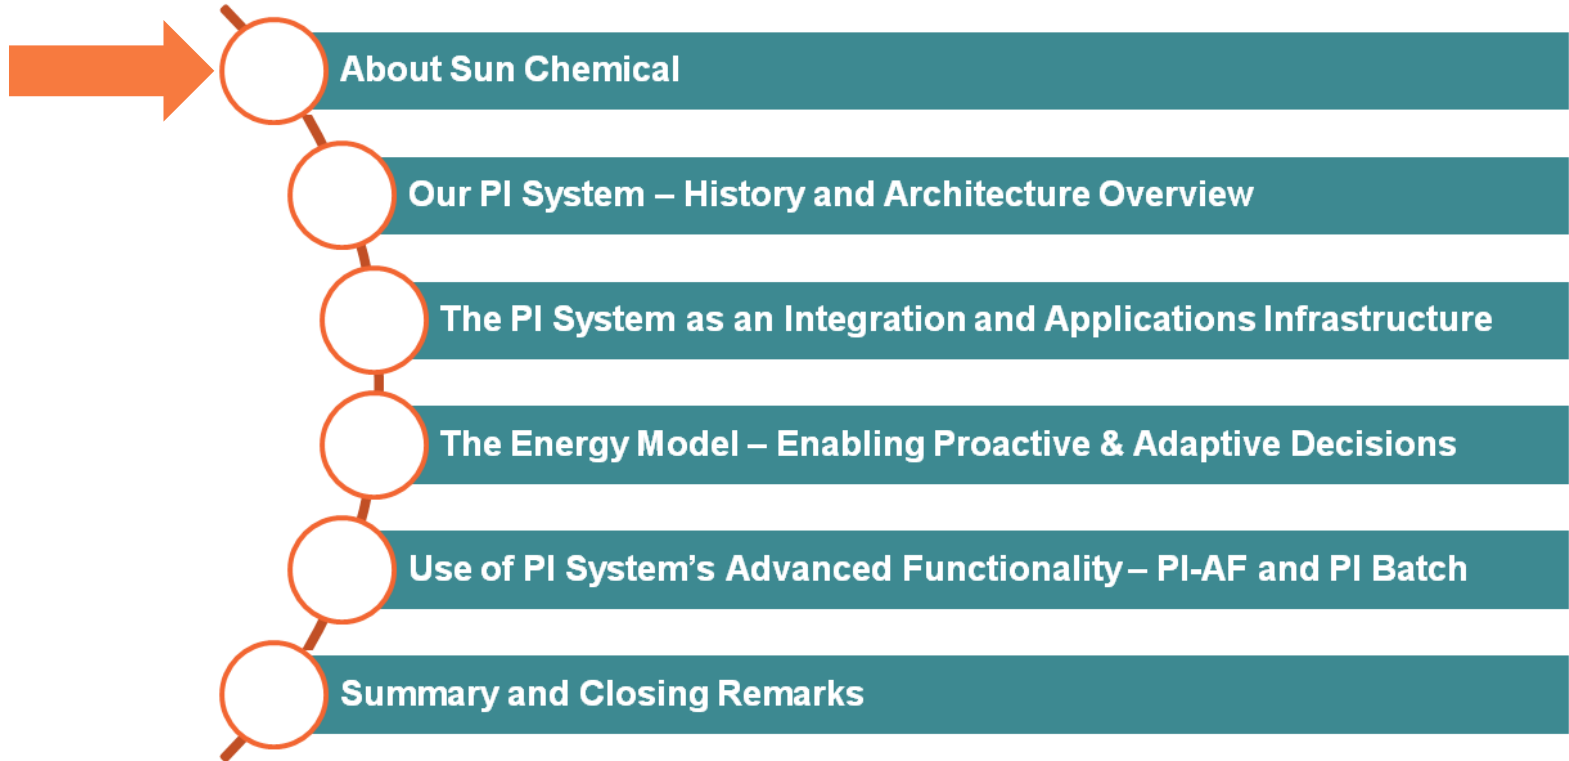 About Sun Chemical
Our PI System – History and Architecture Overview
The PI System as an Integration and Applications Infrastructure
The Energy Model – Enabling Proactive & Adaptive Decisions
Use of PI System’s Advanced Functionality – PI-AF and PI Batch
Summary and Closing Remarks